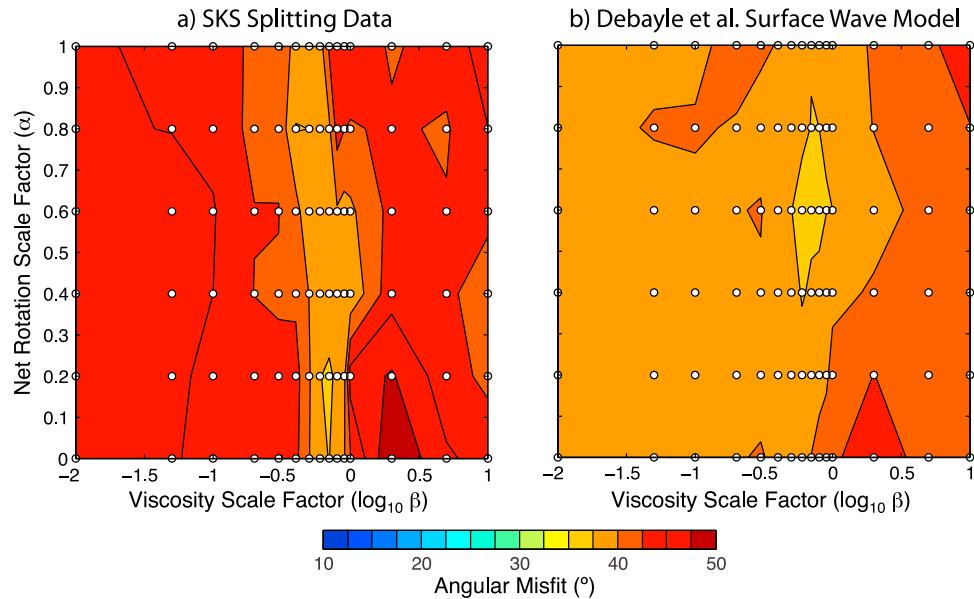 a) SKS Splitting Data
b) Debayle et al. Surface Wave Model
Net Rotation Scale Factor (α)
1
0.9
0.8
0.7
0.6
0.5
0.4
0.3
0.2
0.1
0
−2 −1.5 −1 −0.5 0 0.5 1
−2 −1.5 −1 −0.5 0 0.5 1
Viscosity Scale Factor (log10 β)
Viscosity Scale Factor (log10 β)
10 20 30 40 50
Angular Misfit (º)